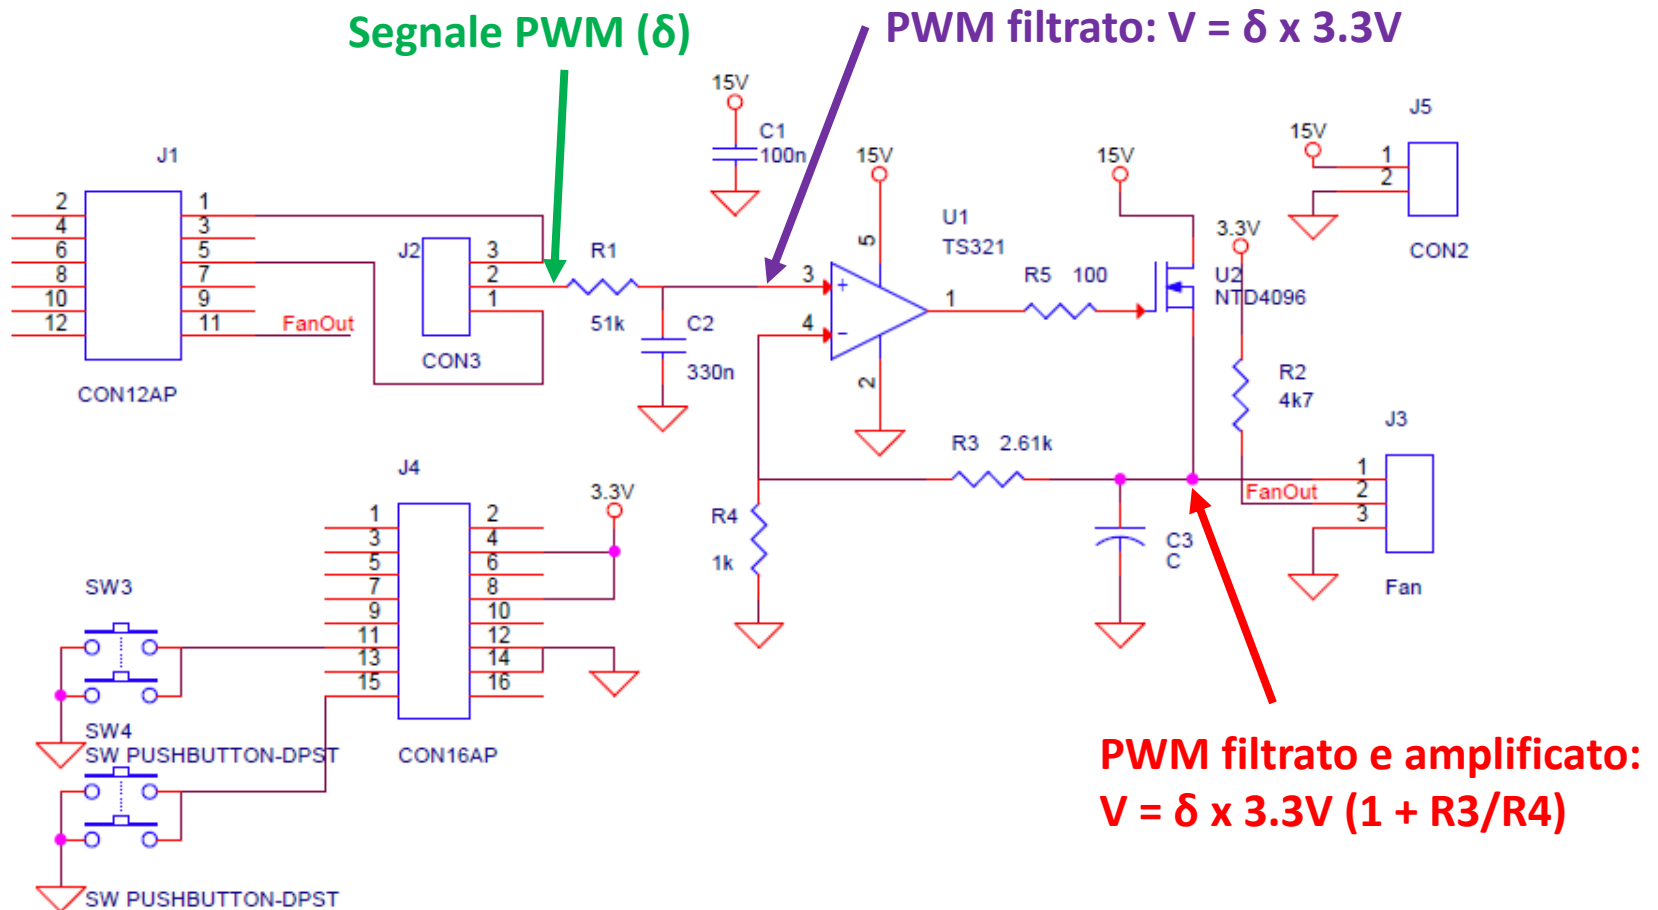 Segnale PWM (δ)
PWM filtrato: V = δ x 3.3V
J1
2
4
6
8
10
12
1
3
5
7
9
11
FanOut
CON12AP
J2
3
2
1
CON3
R1
51k
C2
330n
15V
C1
100n
15V
U1
TS321
3
+
4
−
5
2
1
R5 100
15V
U2
NTD4096
3.3V
R2
4k7
15V
J5
1
2
CON2
R3 2.61k
R4
1k
C3
C
FanOut
J3
1
2
3
Fan
J4
1
3
5
7
9
11
13
15
2
4
6
8
10
12
14
16
3.3V
CON16AP
SW3
SW4
SW PUSHBUTTON-DPST
SW PUSHBUTTON-DPST
PWM filtrato e amplificato:
V = δ x 3.3V (1 + R3/R4)